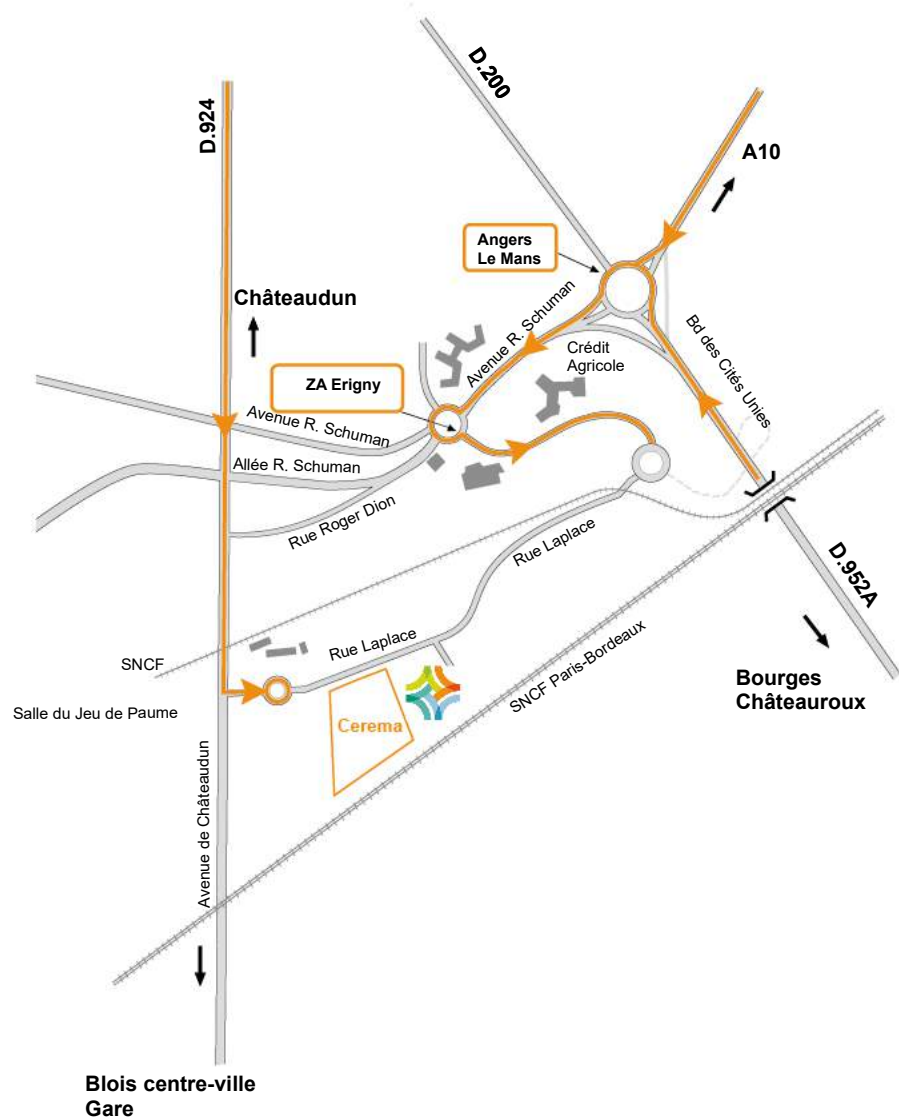 D.200
D.924
A10
Angers
Le Mans
Châteaudun
Avenue R. Schuman
Bd des Cités Unies
Crédit
Agricole
ZA Erigny
Avenue R. Schuman
Allée R. Schuman
Rue Roger Dion
Rue Laplace
D.952A
Rue Laplace
SNCF
SNCF Paris-Bordeaux
Bourges
Châteauroux
Salle du Jeu de Paume
Cerema
Avenue de Châteaudun
Blois centre-ville
Gare